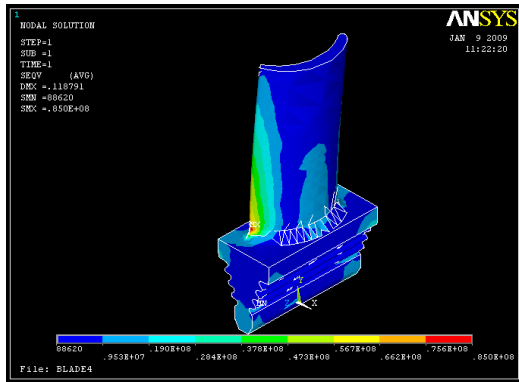 1
NODAL SOLUTION
ANSYS
JAN 9 2009
11:22:20
STEP=1
SUB =1
TIME=1
SEQV (AVG)
DMX =.118791
SMN =88620
SMX =.850E+08
MX
MN
Y
Z X
88620 .190E+08 .378E+08 .567E+08 .756E+08
.953E+07 .284E+08 .473E+08 .662E+08 .850E+08
File: BLADE4